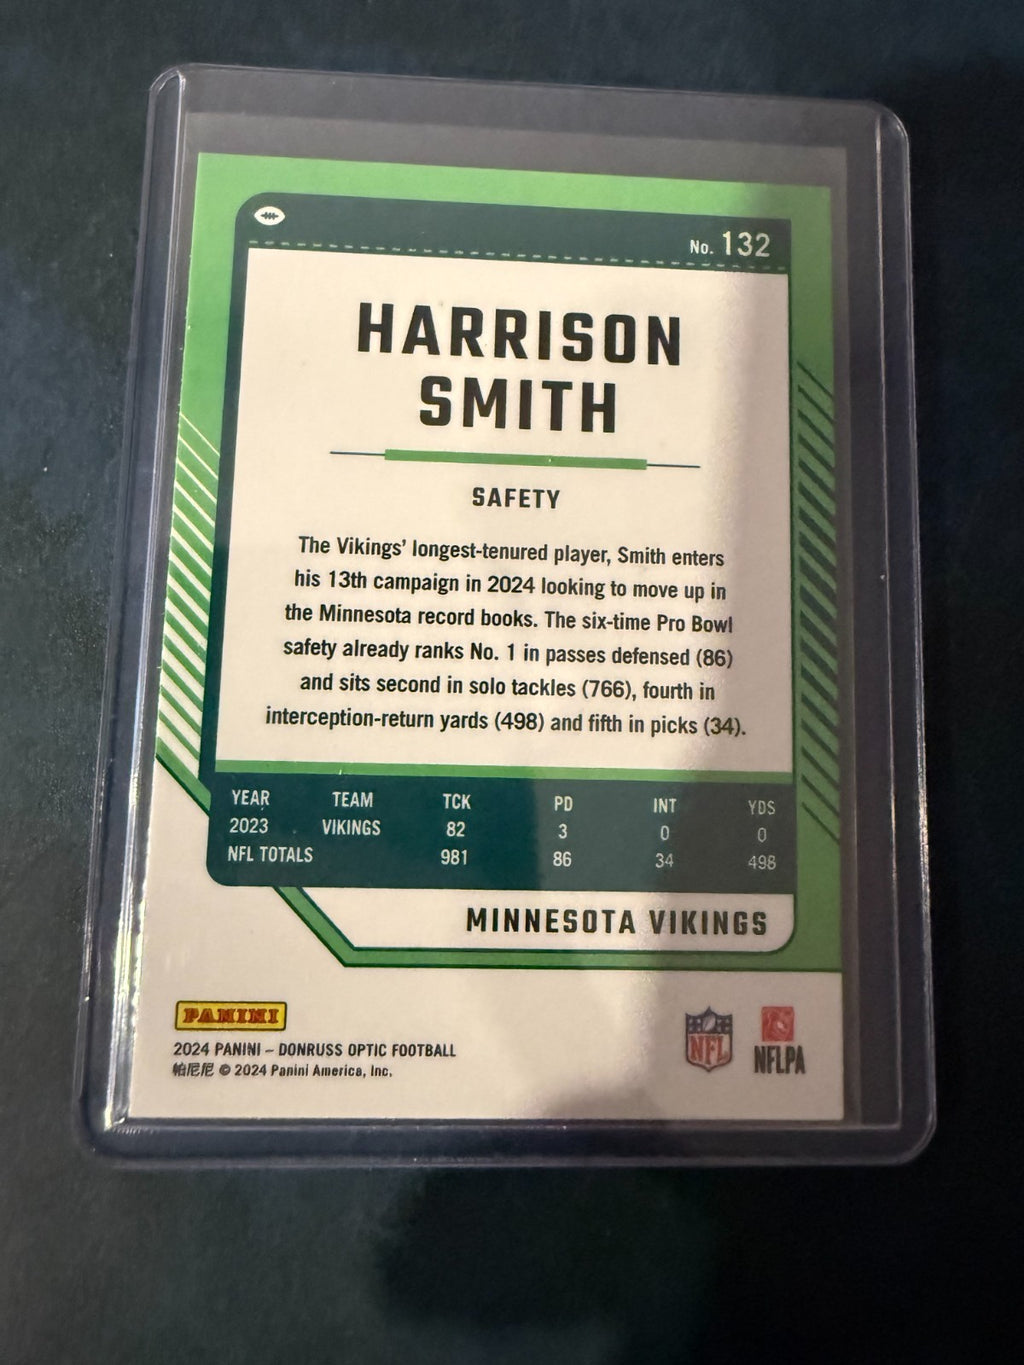 No. 132
HARRISON
SMITH
SAFETY
The Vikings' longest-tenured player, Smith enters
his 13th campaign in 2024 looking to move up in
the Minnesota record books. The six-time Pro Bowl
safety already ranks No. 1 in passes defensed (86)
and sits second in solo tackles (766), fourth in
interception-return yards (498) and fifth in picks (34).
YEAR TEAM TCK PD INT YDS
2023 VIKINGS 82 3 0 0
NFL TOTALS 981 86 34 498
MINNESOTA VIKINGS
PANINI
2024 PANINI – DONRUSS OPTIC FOOTBALL
帕尼尼 © 2024 Panini America, Inc.
NFL
NFLPA